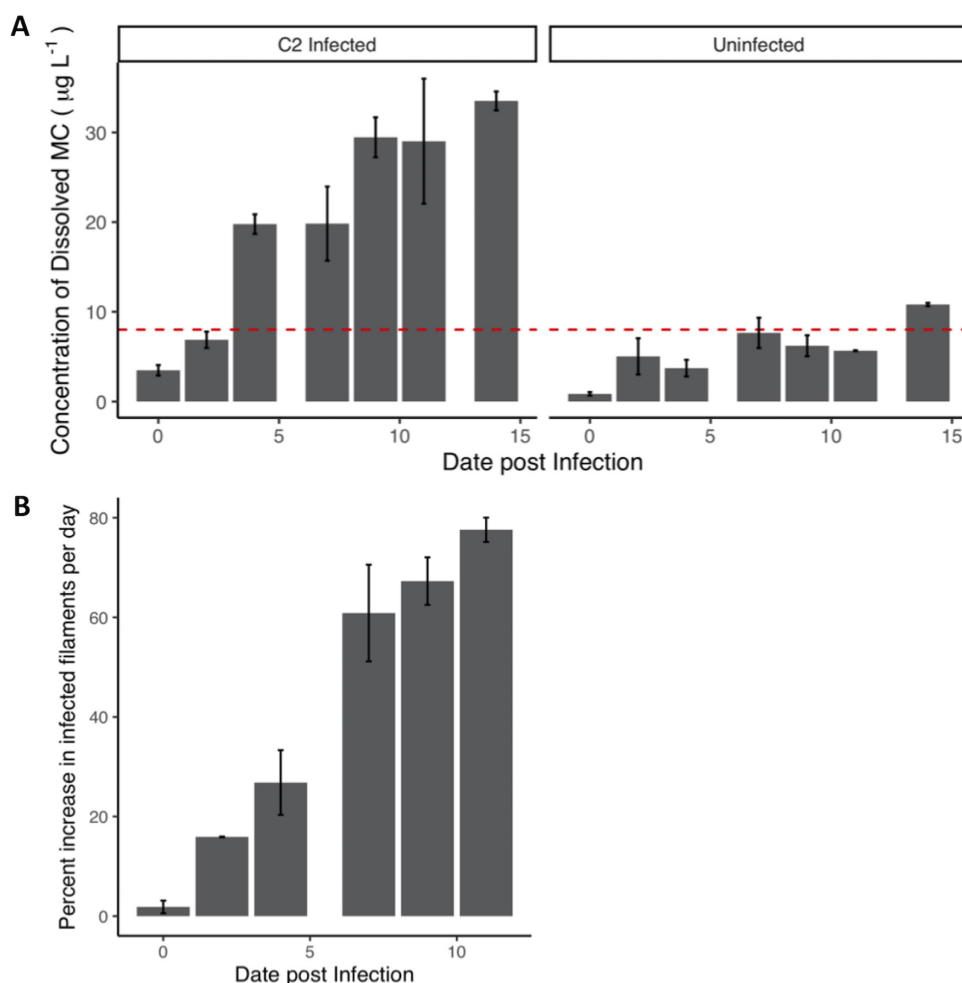 A
C2 Infected
Uninfected
Concentration of Dissolved MC ( μg L⁻¹ )
30
20
10
0
0
5
10
15
0
5
10
15
Date post Infection
B
Percent increase in infected filaments per day
80
60
40
20
0
0
5
10
Date post Infection